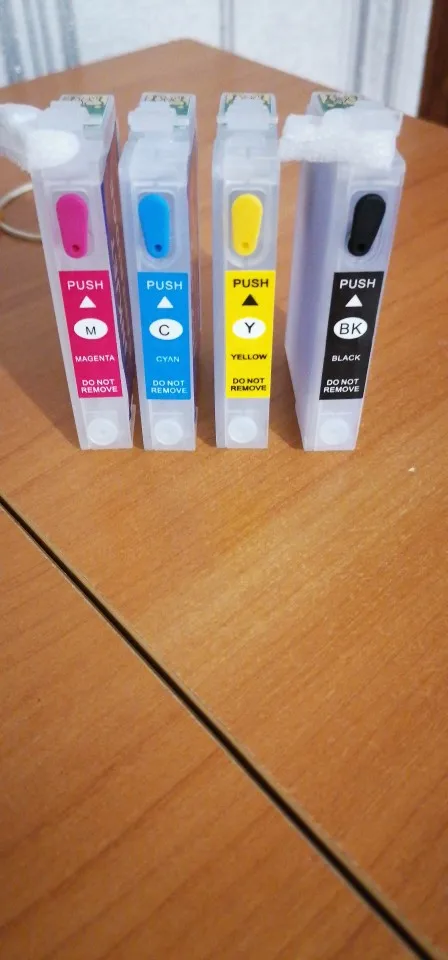 PUSH
M
MAGENTA
DO NOT
REMOVE
PUSH
C
CYAN
DO NOT
REMOVE
PUSH
Y
YELLOW
DO NOT
REMOVE
PUSH
BK
BLACK
DO NOT
REMOVE